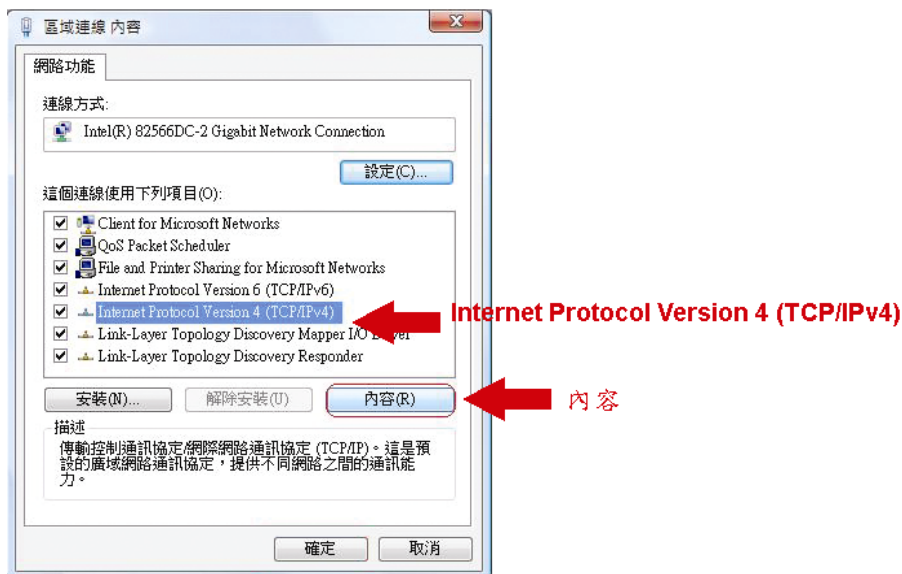 區域連線 內容
網路功能
連線方式:
Intel(R) 82566DC-2 Gigabit Network Connection
設定(C)...
這個連線使用下列項目(O):
Client for Microsoft Networks
QoS Packet Scheduler
File and Printer Sharing for Microsoft Networks
Internet Protocol Version 6 (TCP/IPv6)
Internet Protocol Version 4 (TCP/IPv4)
Internet Protocol Version 4 (TCP/IPv4)
Link-Layer Topology Discovery Mapper I/O Driver
Link-Layer Topology Discovery Responder
安裝(N)...
解除安裝(U)
內容(R)
內容
描述
傳輸控制通訊協定/網際網路通訊協定 (TCP/IP)。這是預
設的廣域網路通訊協定，提供不同網路之間的通訊能
力。
確定
取消